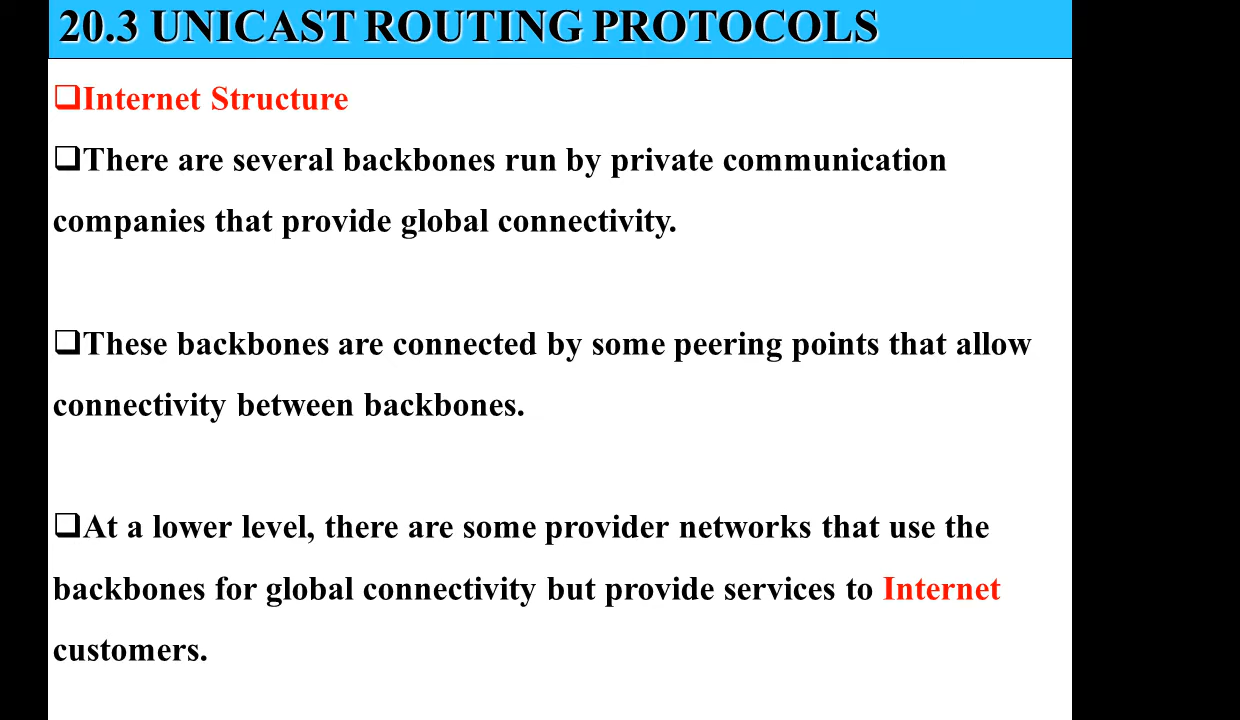 20.3 UNICAST ROUTING PROTOCOLS
❑Internet Structure
❑There are several backbones run by private communication
companies that provide global connectivity.
❑These backbones are connected by some peering points that allow
connectivity between backbones.
❑At a lower level, there are some provider networks that use the
backbones for global connectivity but provide services to Internet
customers.